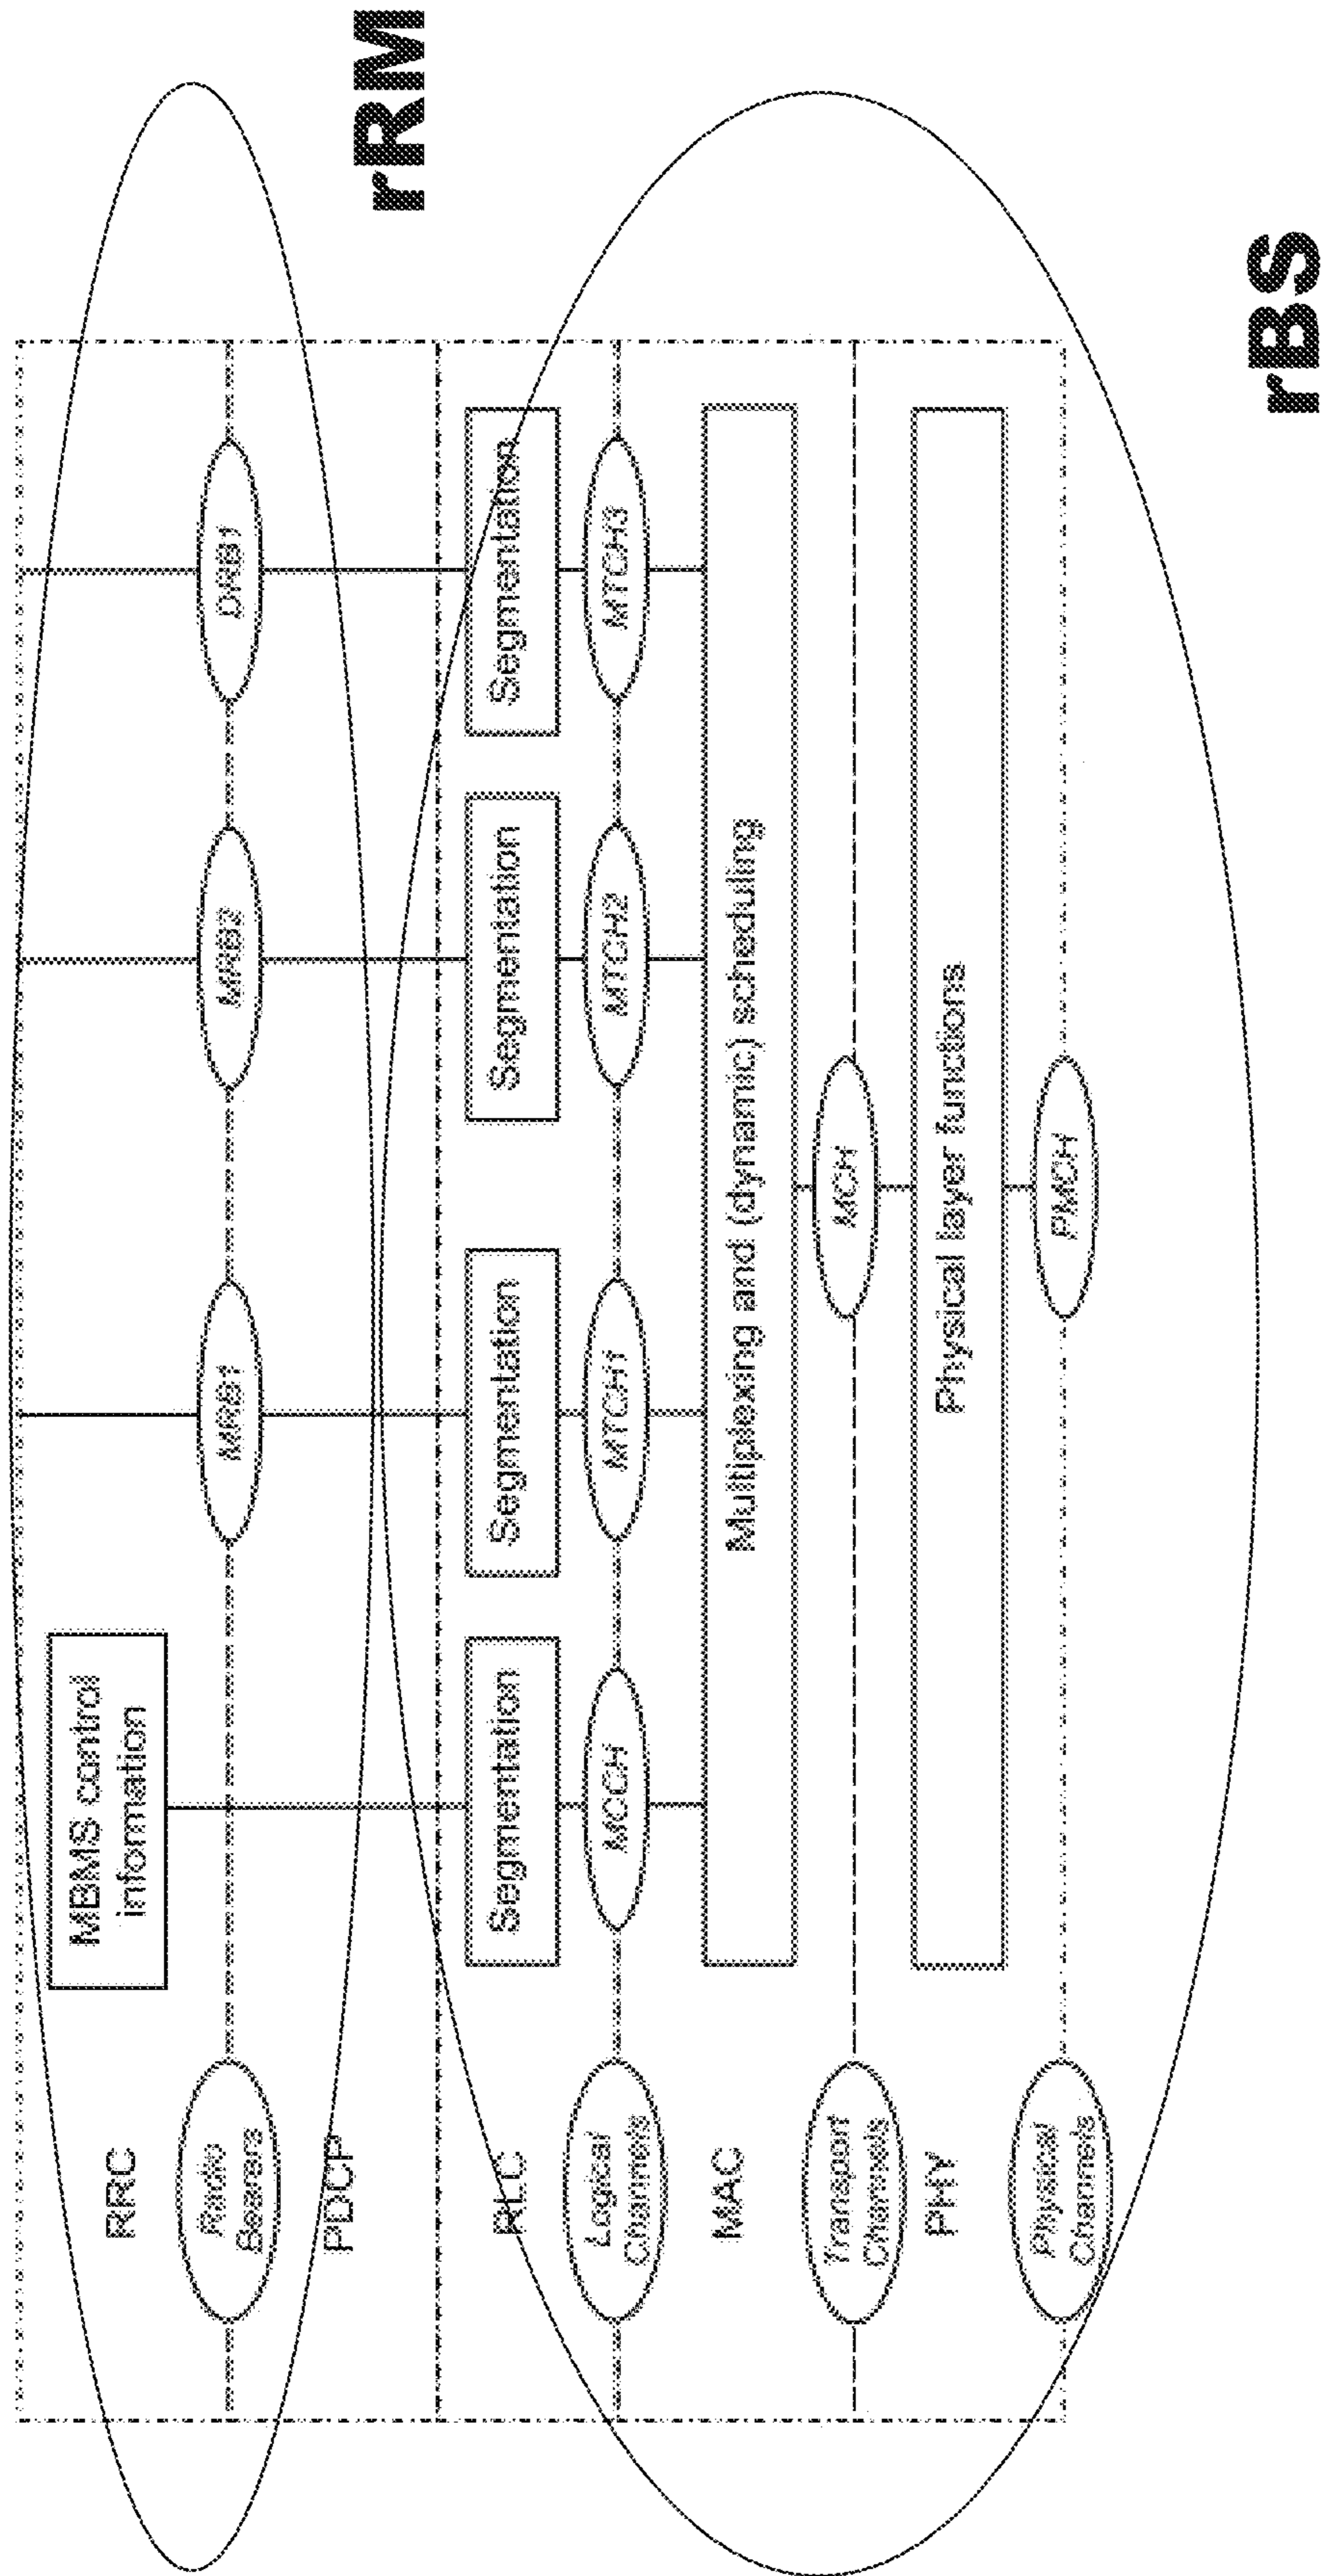 RRC
MBMS control
information
Radio
Bearers
MRB1
MRB2
DRB1
PDCP
rRM
RLC
Segmentation
Segmentation
Segmentation
Segmentation
Logical
Channels
MCCH
MTCH1
MTCH2
MTCH3
MAC
Multiplexing and (dynamic) scheduling
Transport
Channels
MCH
PHY
Physical layer functions
Physical
Channels
PMCH
rBS